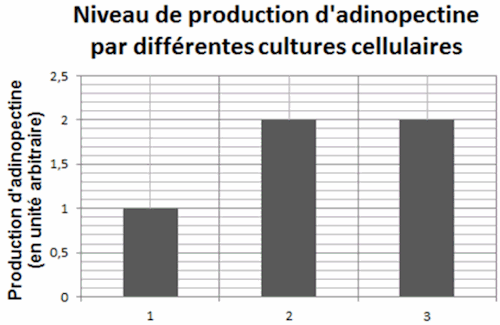 Niveau de production d'adinopectine
par différentes cultures cellulaires
Production d'adinopectine
(en unité arbitraire)
2,5
2
1,5
1
0,5
0
1
2
3